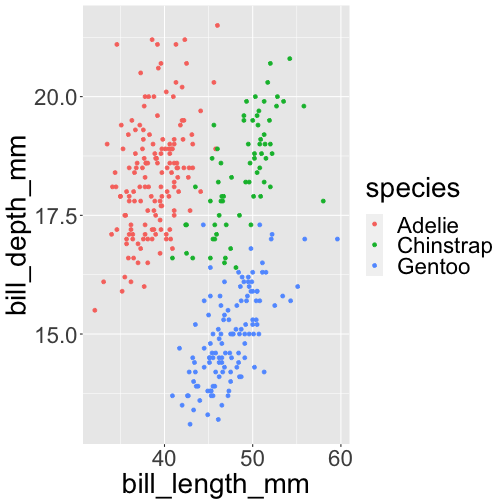 20.0
17.5
15.0
40
50
60
bill_length_mm
bill_depth_mm
species
Adelie
Chinstrap
Gentoo